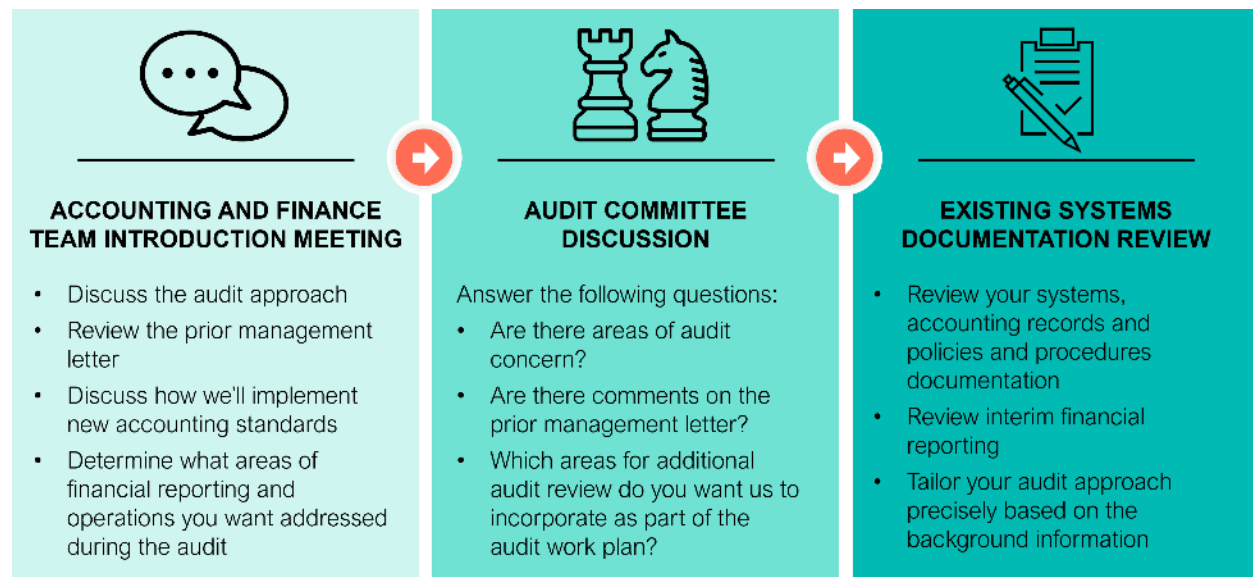 ACCOUNTING AND FINANCE
TEAM INTRODUCTION MEETING
• Discuss the audit approach
• Review the prior management
letter
• Discuss how we'll implement
new accounting standards
• Determine what areas of
financial reporting and
operations you want addressed
during the audit
AUDIT COMMITTEE
DISCUSSION
Answer the following questions:
• Are there areas of audit
concern?
• Are there comments on the
prior management letter?
• Which areas for additional
audit review do you want us to
incorporate as part of the
audit work plan?
EXISTING SYSTEMS
DOCUMENTATION REVIEW
• Review your systems,
accounting records and
policies and procedures
documentation
• Review interim financial
reporting
• Tailor your audit approach
precisely based on the
background information